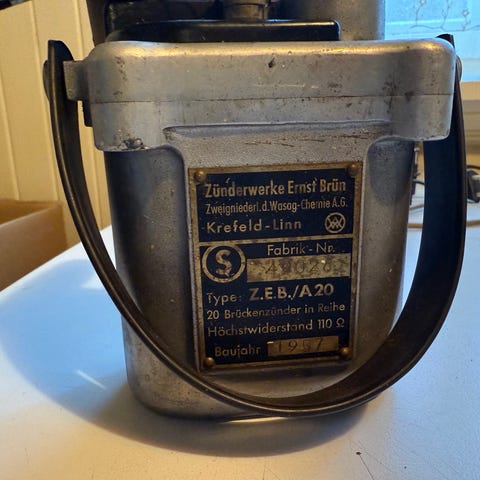 Zünderwerke Ernst Brün
Zweigniederl. d. Wasag-Chemie A.G.
Krefeld-Linn
S
Fabrik-Nr.
Type: Z.E.B./A20
20 Brückenzünder in Reihe
Höchstwiderstand 110 Ω
Baujahr